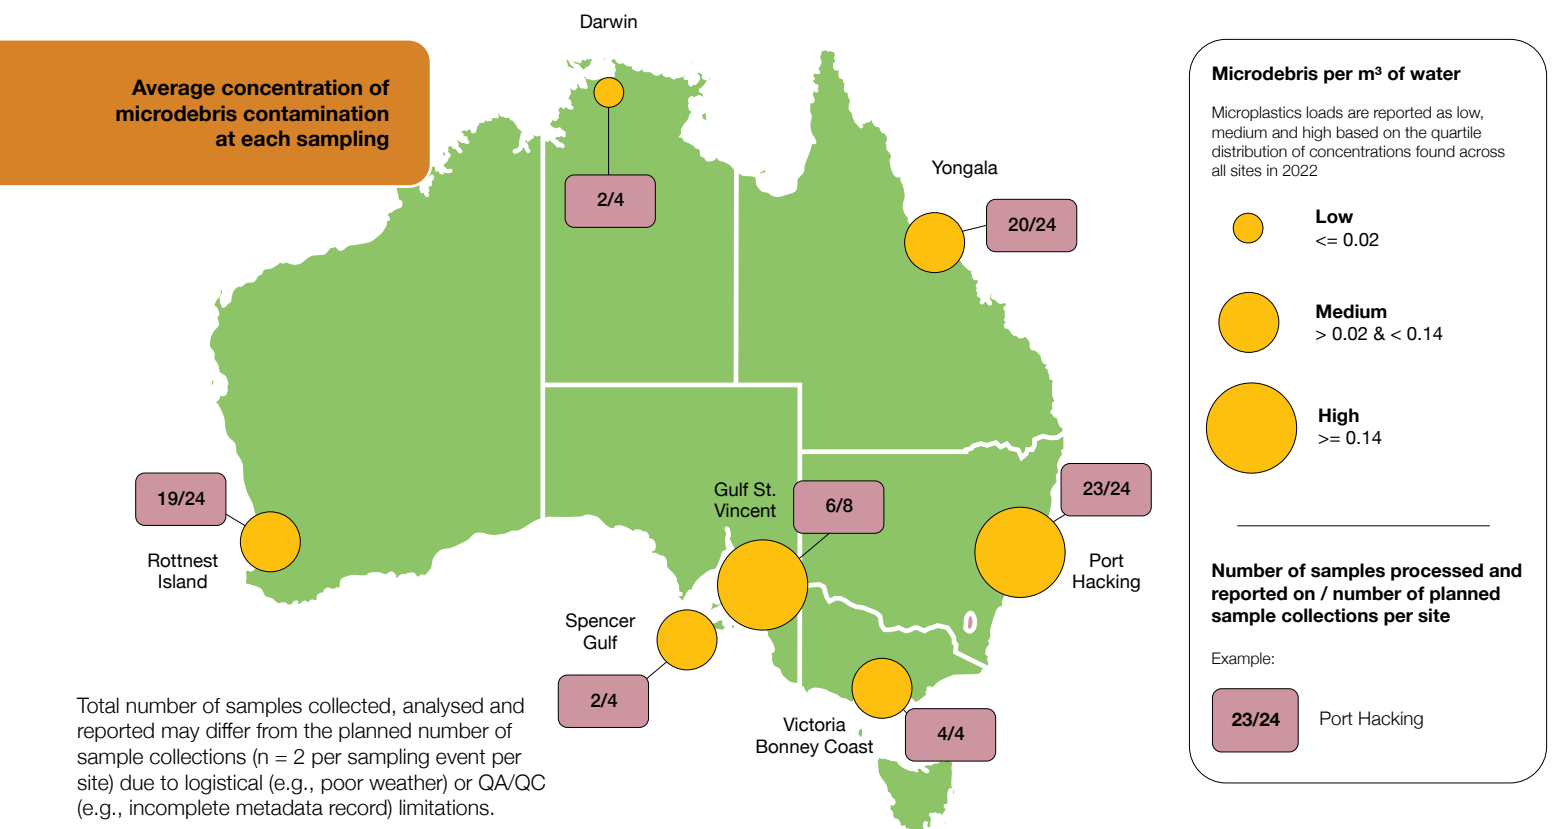 Average concentration of
microdebris contamination
at each sampling
Darwin
2/4
Yongala
20/24
19/24
Rottnest
Island
Gulf St.
Vincent
6/8
23/24
Port
Hacking
Spencer
Gulf
2/4
Victoria
Bonney Coast
4/4
Total number of samples collected, analysed and
reported may differ from the planned number of
sample collections (n = 2 per sampling event per
site) due to logistical (e.g., poor weather) or QA/QC
(e.g., incomplete metadata record) limitations.
Microdebris per m³ of water
Microplastics loads are reported as low,
medium and high based on the quartile
distribution of concentrations found across
all sites in 2022
Low
<= 0.02
Medium
> 0.02 & < 0.14
High
>= 0.14
Number of samples processed and
reported on / number of planned
sample collections per site
Example:
23/24
Port Hacking